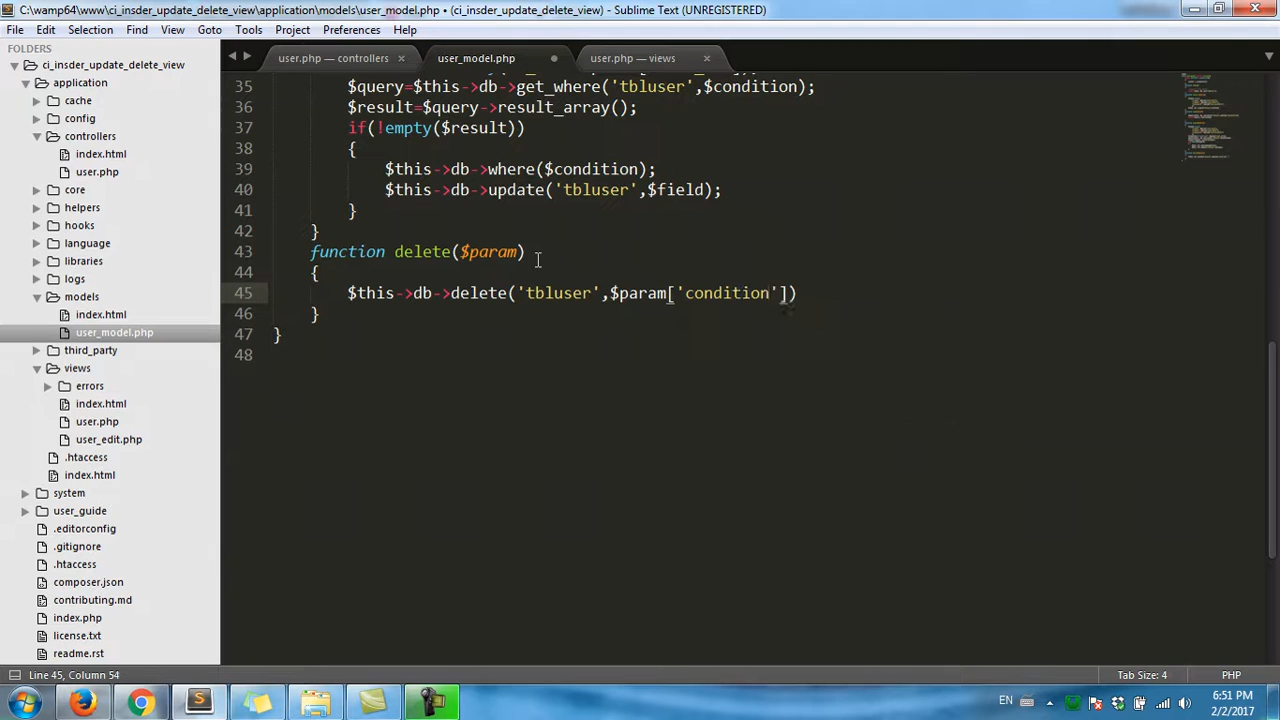 C:\wamp64\www\ci_insder_update_delete_view\application\models\user_model.php • (ci_insder_update_delete_view) - Sublime Text (UNREGISTERED)
File Edit Selection Find View Goto Tools Project Preferences Help
FOLDERS
ci_insder_update_delete_view
application
cache
config
controllers
index.html
user.php
core
helpers
hooks
language
libraries
logs
models
index.html
user_model.php
third_party
views
errors
index.html
user.php
user_edit.php
.htaccess
index.html
system
user_guide
.editorconfig
.gitignore
.htaccess
composer.json
contributing.md
index.php
license.txt
readme.rst
user.php — controllers
user_model.php
user.php — views
35 $query=$this->db->get_where('tbluser',$condition);
36 $result=$query->result_array();
37 if(!empty($result))
38 {
39 $this->db->where($condition);
40 $this->db->update('tbluser',$field);
41 }
42 }
43 function delete($param)
44 {
45 $this->db->delete('tbluser',$param['condition'])
46 }
47 }
48
Line 45, Column 54
Tab Size: 4
PHP
EN
6:51 PM
2/2/2017